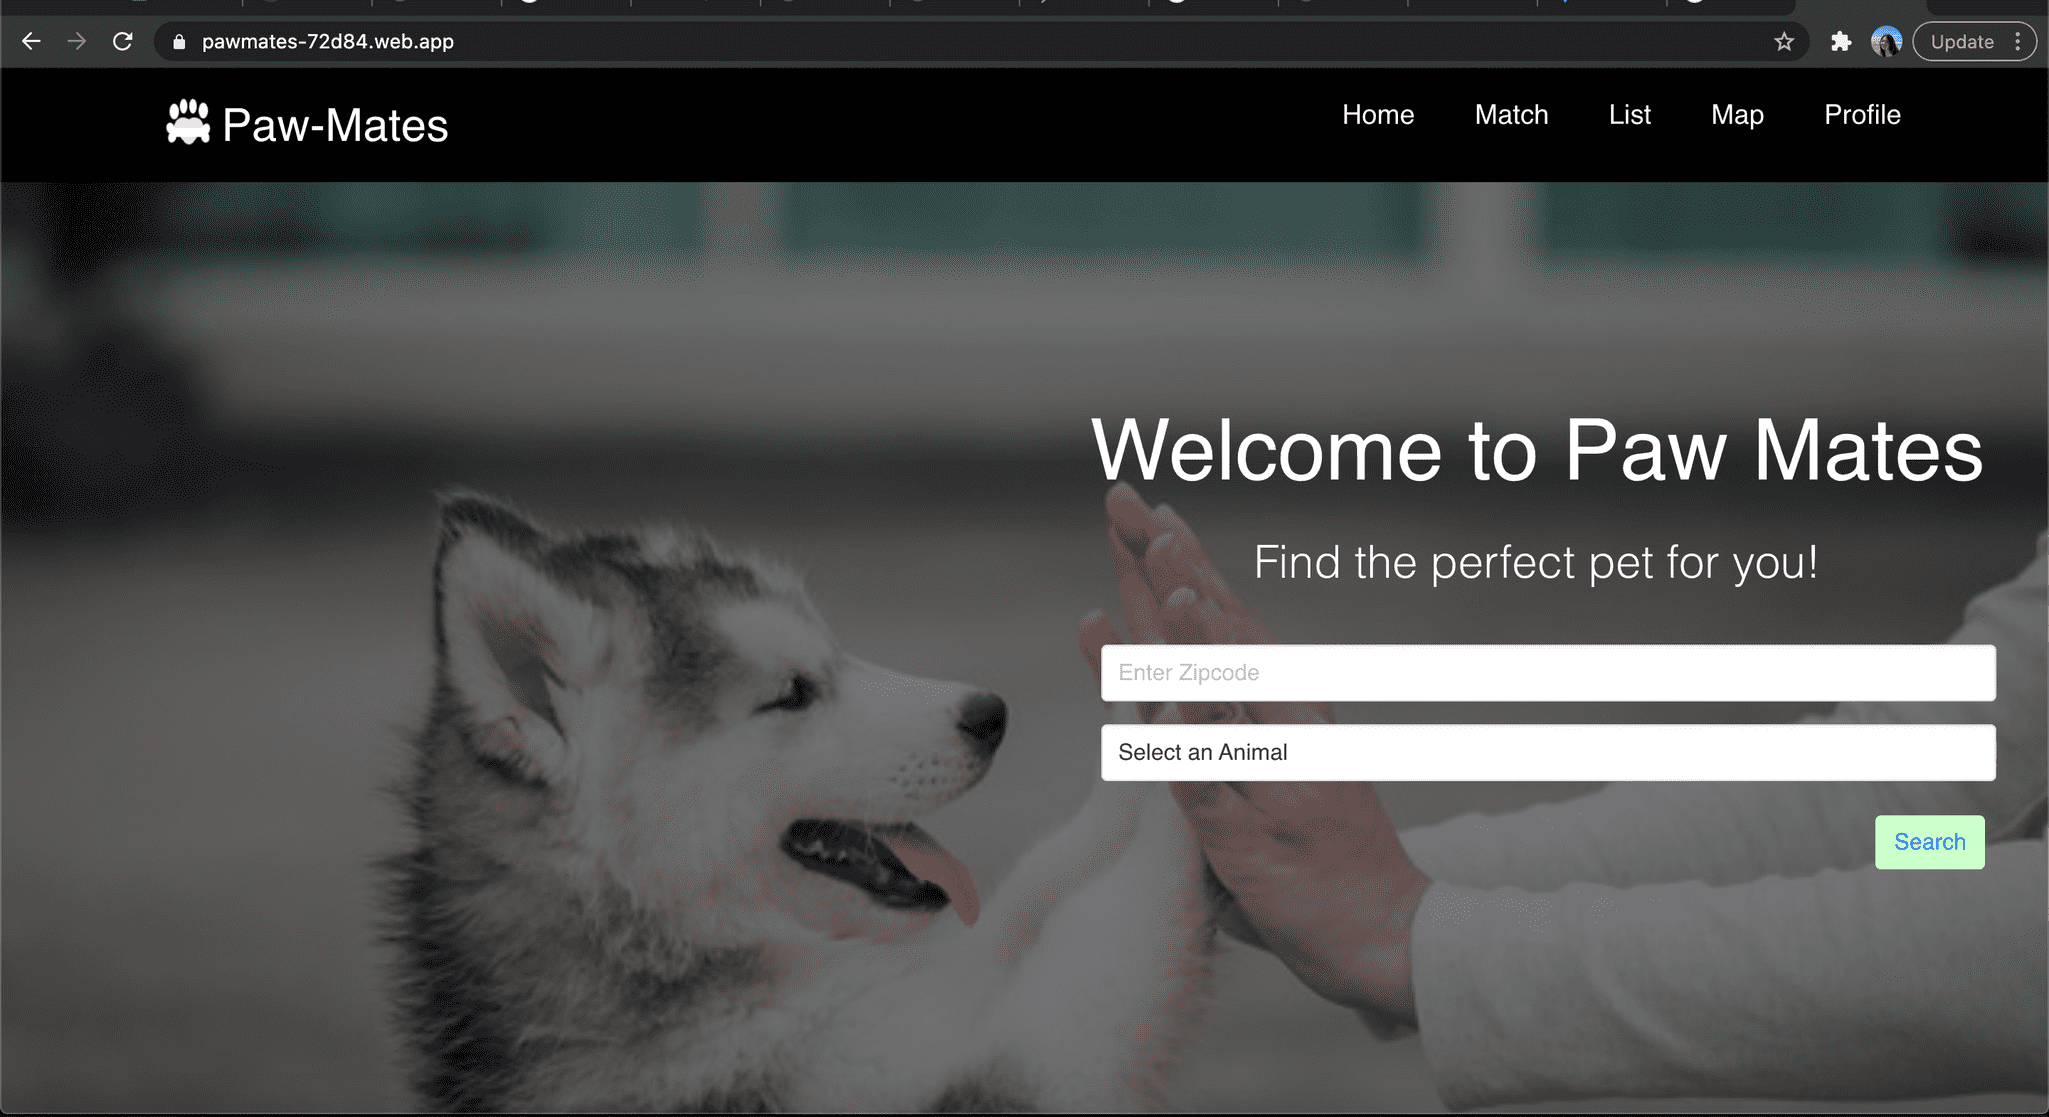 pawmates-72d84.web.app
Update
Paw-Mates
Home Match List Map Profile
Welcome to Paw Mates
Find the perfect pet for you!
Enter Zipcode
Select an Animal
Search